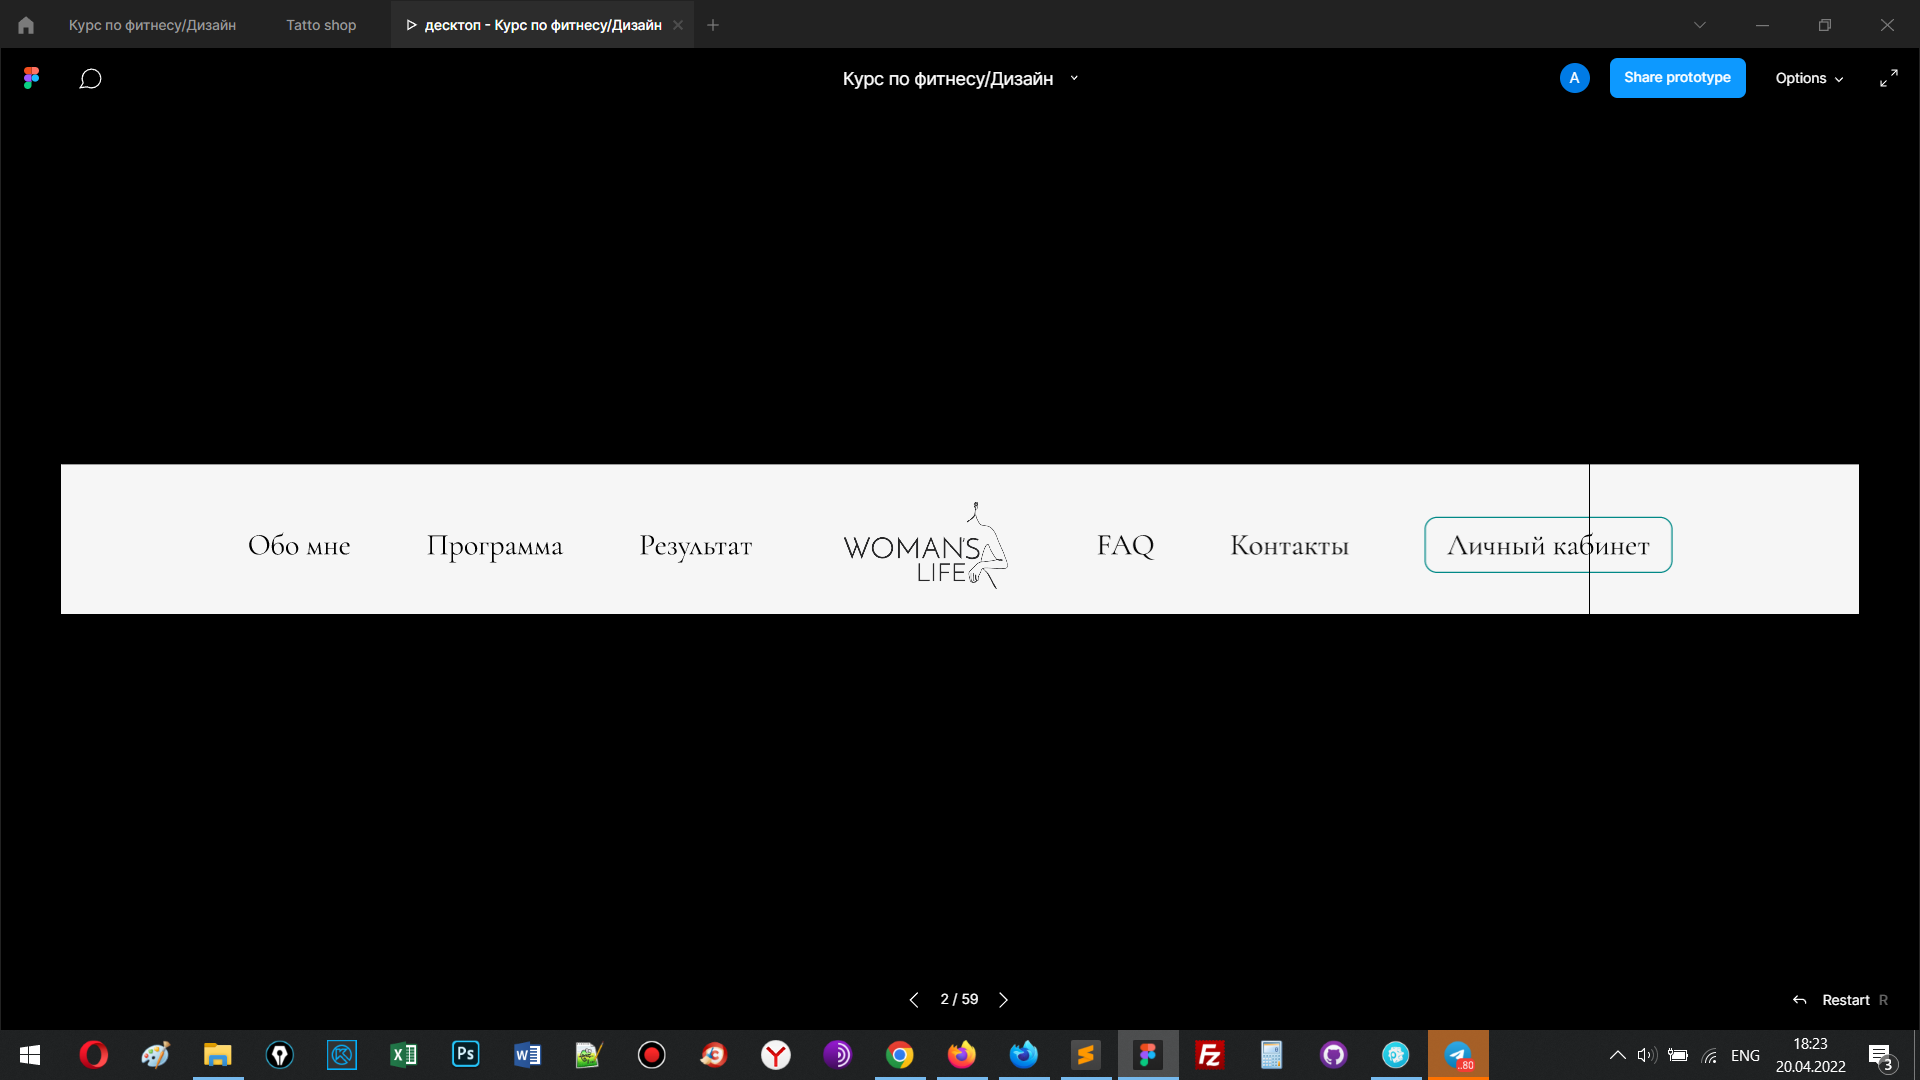 Курс по фитнесу/Дизайн
Tatto shop
десктоп - Курс по фитнесу/Дизайн
Курс по фитнесу/Дизайн
A
Share prototype
Options
Обо мне
Программа
Результат
WOMAN'S
LIFE
FAQ
Контакты
Личный кабинет
2 / 59
Restart R
Ps
..80
ENG
18:23
20.04.2022
3